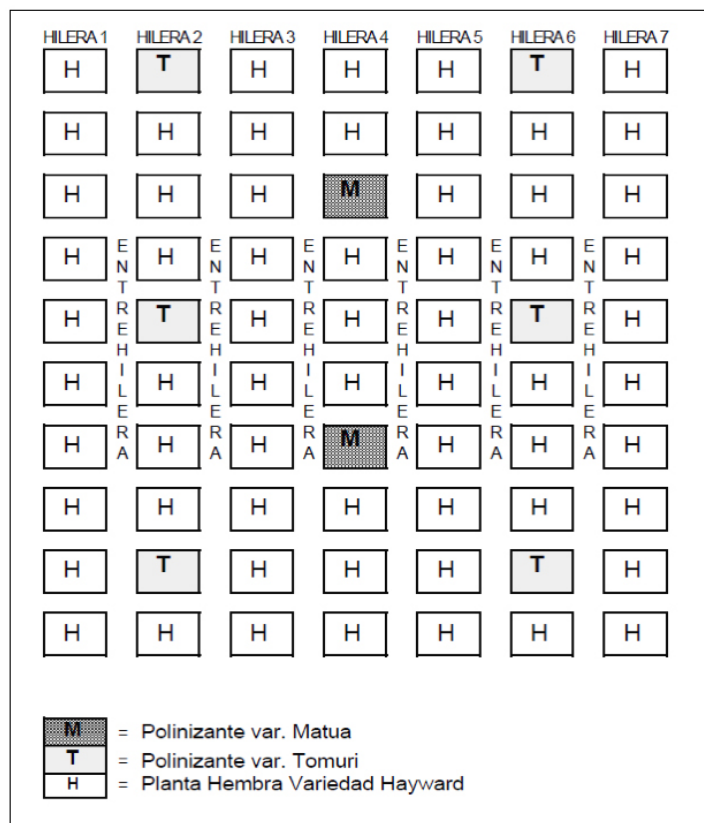 HILERA 1 HILERA 2 HILERA 3 HILERA 4 HILERA 5 HILERA 6 HILERA 7
H T H H H T H
H H H H H H H
H H H M H H H
H H H H H H H
H T H H H T H
H H H H H H H
H H H M H H H
H H H H H H H
H T H H H T H
H H H H H H H
ENTREHILERA
ENTREHILERA
ENTREHILERA
ENTREHILERA
ENTREHILERA
ENTREHILERA
M = Polinizante var. Matua
T = Polinizante var. Tomuri
H = Planta Hembra Variedad Hayward